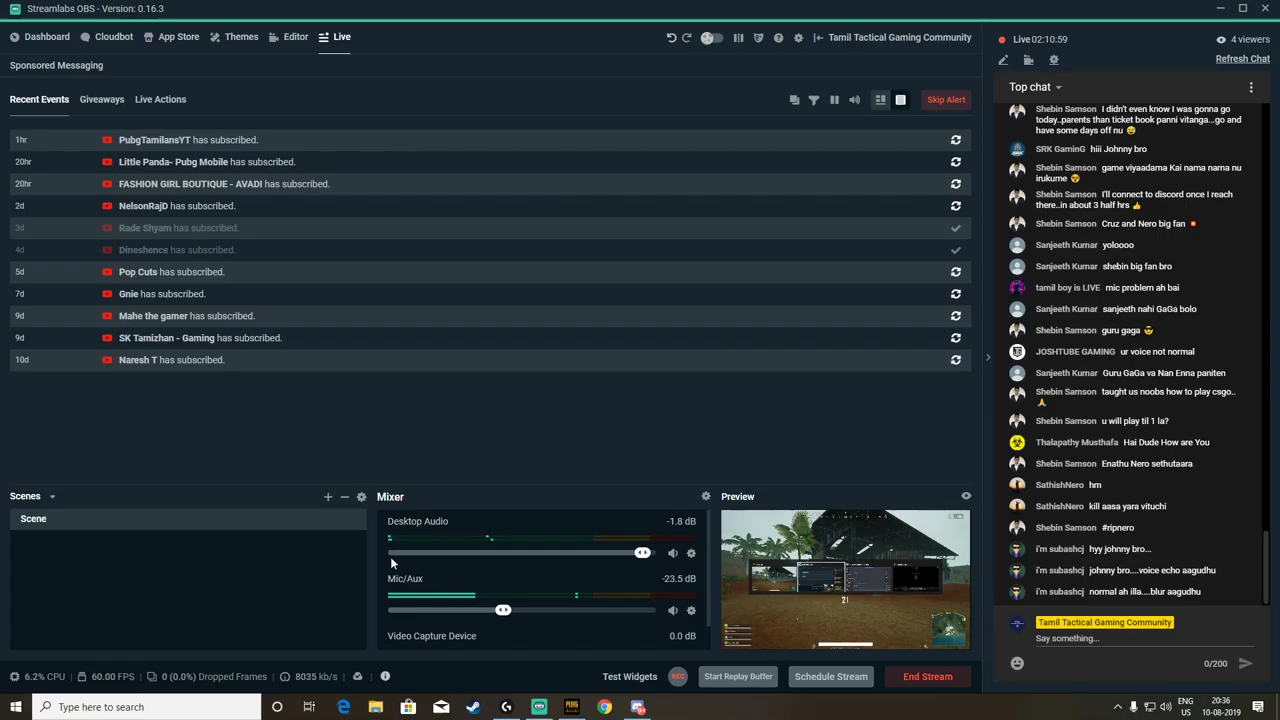 Streamlabs OBS - Version: 0.16.3
Dashboard
Cloudbot
App Store
Themes
Editor
Live
Tamil Tactical Gaming Community
Sponsored Messaging
Recent Events
Giveaways
Live Actions
Skip Alert
1hr PubgTamilansYT has subscribed.
20hr Little Panda- Pubg Mobile has subscribed.
20hr FASHION GIRL BOUTIQUE - AVADI has subscribed.
2d NelsonRajD has subscribed.
3d Rade Shyam has subscribed.
4d Dineshence has subscribed.
5d Pop Cuts has subscribed.
7d Gnie has subscribed.
9d Mahe the gamer has subscribed.
9d SK Tamizhan - Gaming has subscribed.
10d Naresh T has subscribed.
Scenes
Scene
Mixer
Desktop Audio -1.8 dB
Mic/Aux -23.5 dB
Video Capture Device 0.0 dB
Preview
21
6.2% CPU
60.00 FPS
0 (0.0%) Dropped Frames
8035 kb/s
Test Widgets
REC
Start Replay Buffer
Schedule Stream
End Stream
Live 02:10:59
4 viewers
Refresh Chat
Top chat
Shebin Samson I didn't even know I was gonna go
today..parents than ticket book panni vitanga...go and
have some days off nu
SRK GaminG hiii Johnny bro
Shebin Samson game viyaadama Kai nama nama nu
irukume
Shebin Samson I'll connect to discord once I reach
there..in about 3 half hrs
Shebin Samson Cruz and Nero big fan
Sanjeeth Kumar yoloooo
Sanjeeth Kumar shebin big fan bro
tamil boy is LIVE mic problem ah bai
Sanjeeth Kumar sanjeeth nahi GaGa bolo
Shebin Samson guru gaga
JOSHTUBE GAMING ur voice not normal
Sanjeeth Kumar Guru GaGa va Nan Enna paniten
Shebin Samson taught us noobs how to play csgo..
Shebin Samson u will play til 1 la?
Thalapathy Musthafa Hai Dude How are You
Shebin Samson Enathu Nero sethutaara
SathishNero hm
SathishNero kill aasa yara vituchi
Shebin Samson #ripnero
i'm subashcj hyy johnny bro...
i'm subashcj johnny bro....voice echo aagudhu
i'm subashcj normal ah illa....blur aagudhu
Tamil Tactical Gaming Community
Say something...
0/200
Type here to search
ENG
US
20:36
10-08-2019